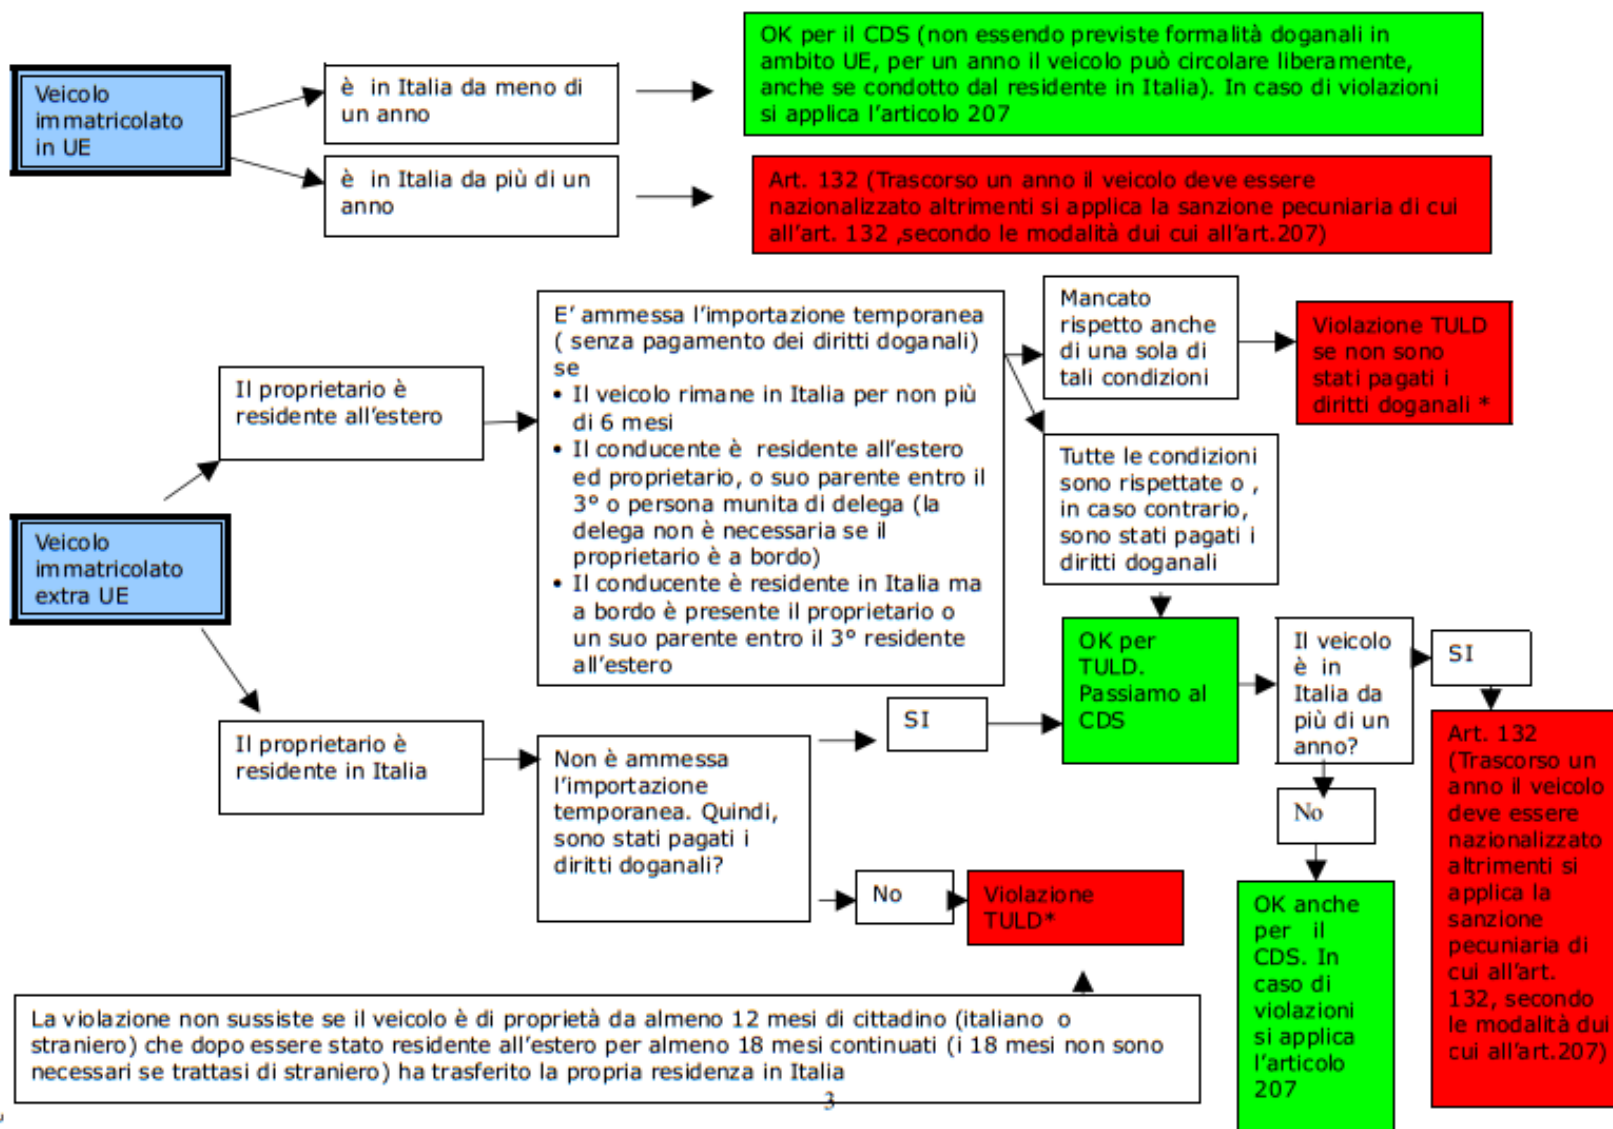 Veicolo
immatricolato
in UE
è  in Italia da meno di
un anno
OK per il CDS (non essendo previste formalità doganali in
ambito UE, per un anno il veicolo può circolare liberamente,
anche se condotto dal residente in Italia). In caso di violazioni
si applica l’articolo 207
è  in Italia da più di un
anno
Art. 132 (Trascorso un anno il veicolo deve essere
nazionalizzato altrimenti si applica la sanzione pecuniaria di cui
all’art. 132 ,secondo le modalità dui cui all’art.207)
Veicolo
immatricolato
extra UE
Il proprietario è
residente all’estero
E’ ammessa l’importazione temporanea
( senza pagamento dei diritti doganali)
se
• Il veicolo rimane in Italia per non più
di 6 mesi
• Il conducente è  residente all’estero
ed proprietario, o suo parente entro il
3° o persona munita di delega (la
delega non è necessaria se il
proprietario è a bordo)
• Il conducente è residente in Italia ma
a bordo è presente il proprietario o
un suo parente entro il 3° residente
all’estero
Mancato
rispetto anche
di una sola di
tali condizioni
Violazione TULD
se non sono
stati pagati i
diritti doganali *
Tutte le condizioni
sono rispettate o ,
in caso contrario,
sono stati pagati i
diritti doganali
OK per
TULD.
Passiamo al
CDS
Il veicolo
è  in
Italia da
più di un
anno?
SI
Art. 132
(Trascorso un
anno il veicolo
deve essere
nazionalizzato
altrimenti si
applica la
sanzione
pecuniaria di
cui all’art.
132, secondo
le modalità dui
cui all’art.207)
No
OK anche
per  il
CDS. In
caso di
violazioni
si applica
l’articolo
207
Il proprietario è
residente in Italia
Non è ammessa
l’importazione
temporanea. Quindi,
sono stati pagati i
diritti doganali?
SI
No
Violazione
TULD*
La violazione non sussiste se il veicolo è di proprietà da almeno 12 mesi di cittadino (italiano  o
straniero) che dopo essere stato residente all’estero per almeno 18 mesi continuati (i 18 mesi non sono
necessari se trattasi di straniero) ha trasferito la propria residenza in Italia
3